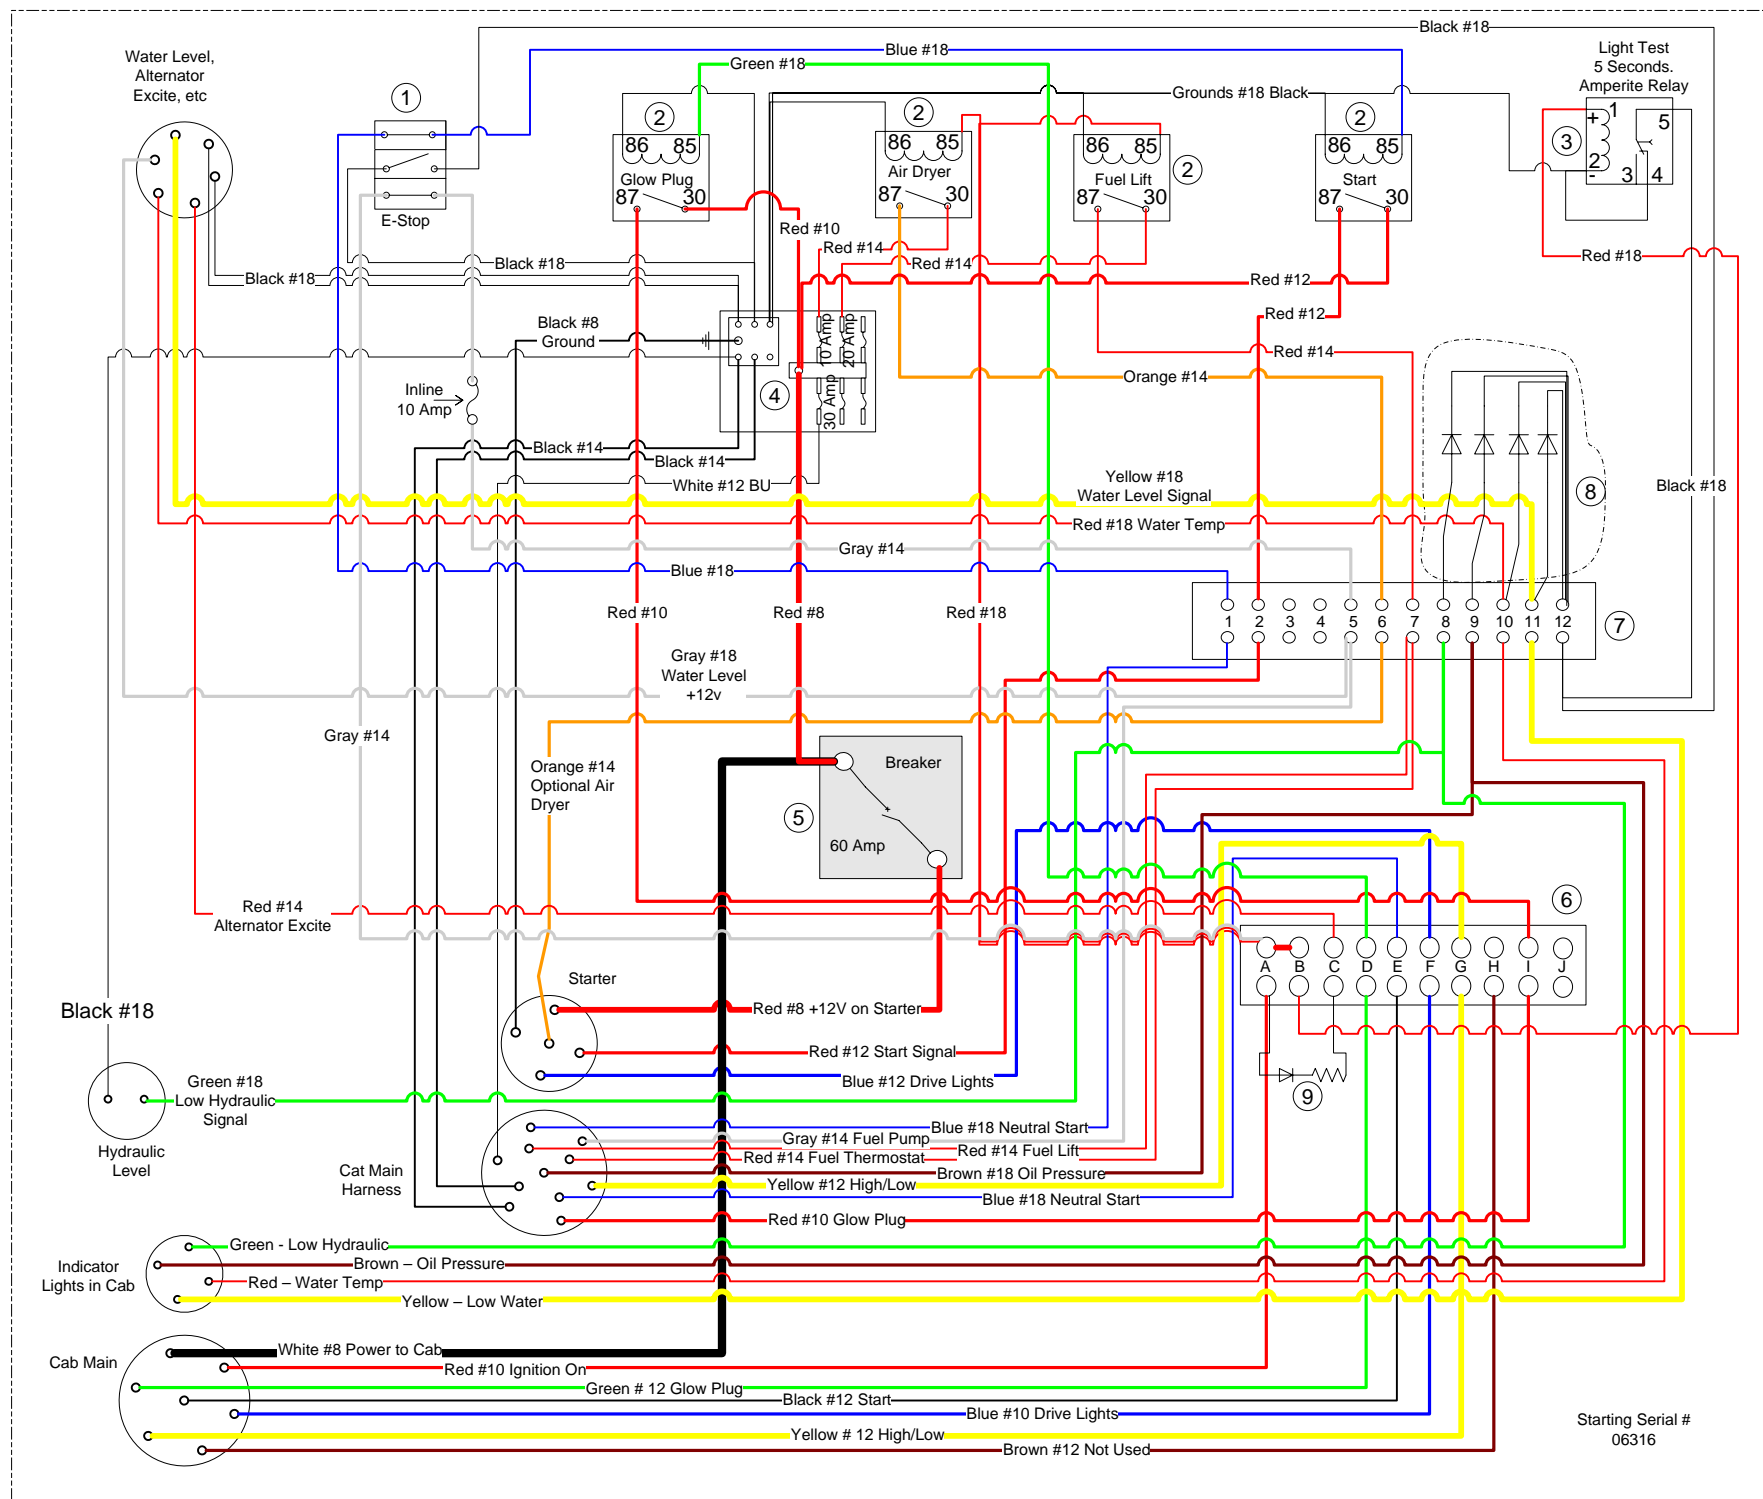 Black #18
Blue #18
Green #18
Water Level,
Alternator
Excite, etc
1
E-Stop
2
86 85
Glow Plug
87 30
2
86 85
Air Dryer
87 30
Grounds #18 Black
86 85
Fuel Lift
87 30
2
2
86 85
Start
87 30
Light Test
5 Seconds.
Amperite Relay
3
+ 1
5
2
-
3 4
Red #10
Red #14
Red #14
Black #18
Black #18
Red #12
Red #12
Red #18
Black #8
Ground
10 Amp
20 Amp
30 Amp
4
Red #14
Orange #14
Inline
10 Amp
Black #14
Black #14
White #12 BU
Yellow #18
Water Level Signal
Red #18 Water Temp
Gray #14
Blue #18
8
Black #18
Red #10
Red #8
Red #18
1 2 3 4 5 6 7 8 9 10 11 12
7
Gray #18
Water Level
+12v
Gray #14
Orange #14
Optional Air
Dryer
Breaker
5
60 Amp
Red #14
Alternator Excite
6
A B C D E F G H I J
Starter
Black #18
Red #8 +12V on Starter
Red #12 Start Signal
Blue #12 Drive Lights
9
Green #18
Low Hydraulic
Signal
Hydraulic
Level
Cat Main
Harness
Blue #18 Neutral Start
Gray #14 Fuel Pump
Red #14 Fuel Lift
Red #14 Fuel Thermostat
Brown #18 Oil Pressure
Yellow #12 High/Low
Blue #18 Neutral Start
Red #10 Glow Plug
Indicator
Lights in Cab
Green - Low Hydraulic
Brown – Oil Pressure
Red – Water Temp
Yellow – Low Water
Cab Main
White #8 Power to Cab
Red #10 Ignition On
Green # 12 Glow Plug
Black #12 Start
Blue #10 Drive Lights
Yellow # 12 High/Low
Brown #12 Not Used
Starting Serial #
06316